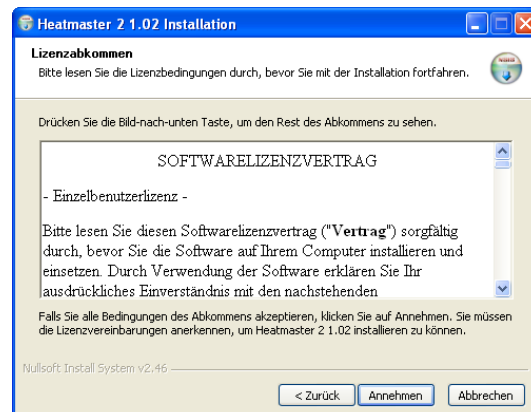 Heatmaster 2 1.02 Installation
Lizenzabkommen
Bitte lesen Sie die Lizenzbedingungen durch, bevor Sie mit der Installation fortfahren.
Drücken Sie die Bild-nach-unten Taste, um den Rest des Abkommens zu sehen.
SOFTWARELIZENZVERTRAG
- Einzelbenutzerlizenz -
Bitte lesen Sie diesen Softwarelizenzvertrag ("Vertrag") sorgfältig
durch, bevor Sie die Software auf Ihrem Computer installieren und
einsetzen. Durch Verwendung der Software erklären Sie Ihr
ausdrückliches Einverständnis mit den nachstehenden
Falls Sie alle Bedingungen des Abkommens akzeptieren, klicken Sie auf Annehmen. Sie müssen
die Lizenzvereinbarungen anerkennen, um Heatmaster 2 1.02 installieren zu können.
Nullsoft Install System v2.46
< Zurück Annehmen Abbrechen